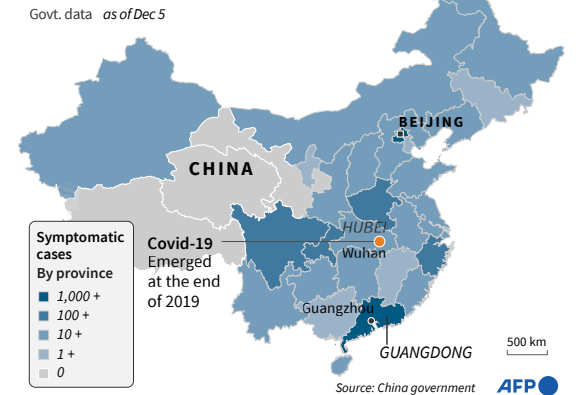 Govt. data as of Dec 5
BEIJING
CHINA
HUBEI
Covid-19
Emerged
at the end
of 2019
Wuhan
Symptomatic
cases
By province
1,000 +
100 +
10 +
1 +
0
Guangzhou
GUANGDONG
500 km
Source: China government
AFP